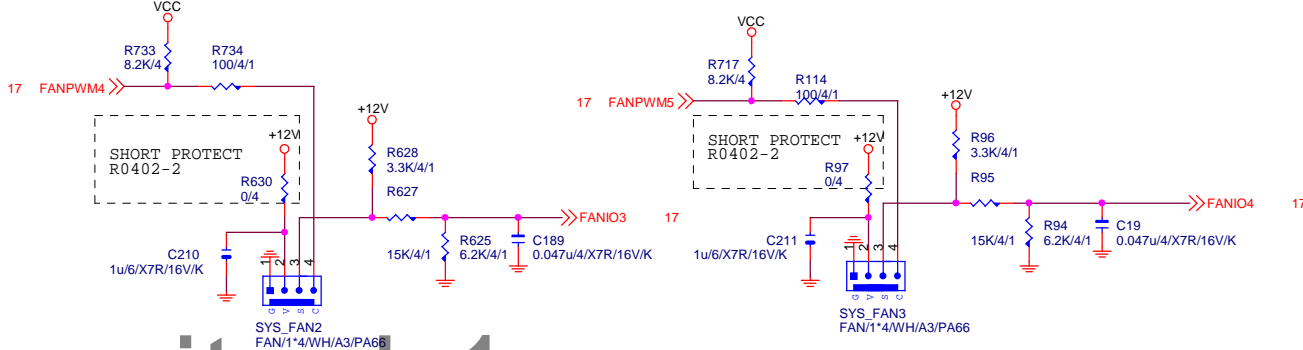 VCC
R733
8.2K/4
R734
100/4/1
17 FANPWM4
+12V
SHORT PROTECT
R0402-2
+12V
R630
0/4
R628
3.3K/4/1
R627
FANIO3
17
C210
1u/6/X7R/16V/K
15K/4/1
R625
6.2K/4/1
C189
0.047u/4/X7R/16V/K
1 2 3 4
G V S C
SYS_FAN2
FAN/1*4/WH/A3/PA66
VCC
R717
8.2K/4
R114
100/4/1
17 FANPWM5
+12V
SHORT PROTECT
R0402-2
+12V
R97
0/4
R96
3.3K/4/1
R95
FANIO4
17
C211
1u/6/X7R/16V/K
15K/4/1
R94
6.2K/4/1
C19
0.047u/4/X7R/16V/K
1 2 3 4
G V S C
SYS_FAN3
FAN/1*4/WH/A3/PA66